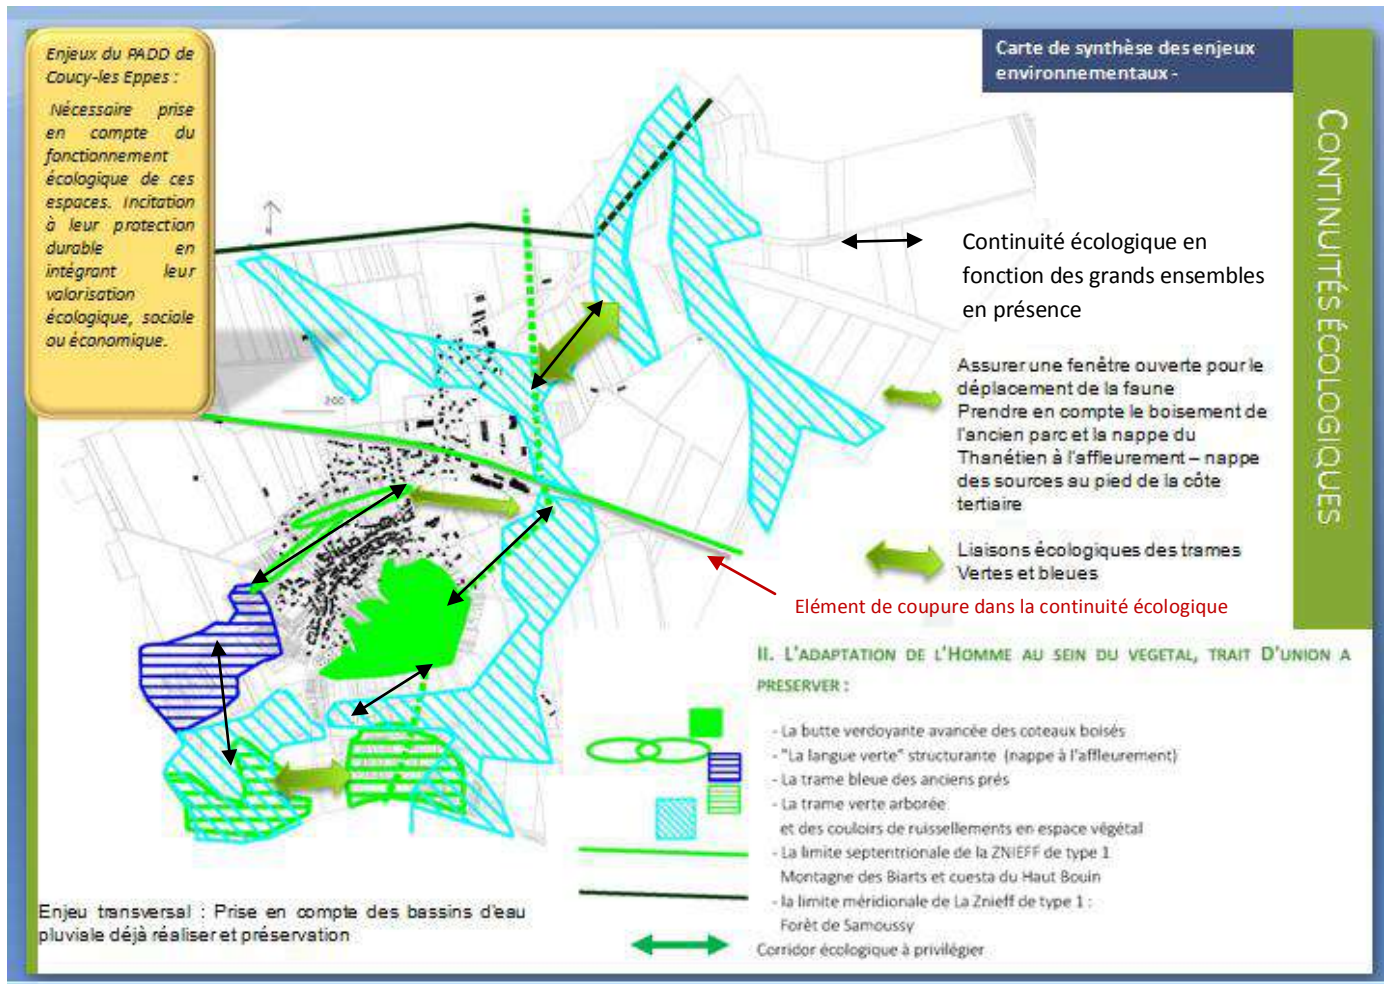 Enjeux du PADD de
Coucy-les Eppes :
Nécessaire prise
en compte du
fonctionnement
écologique de ces
espaces. Incitation
à leur protection
durable en
intégrant leur
valorisation
écologique, sociale
ou économique.
Carte de synthèse des enjeux
environnementaux -
CONTINUITÉS ÉCOLOGIQUES
Continuité écologique en
fonction des grands ensembles
en présence
Assurer une fenêtre ouverte pour le
déplacement de la faune
Prendre en compte le boisement de
l'ancien parc et la nappe du
Thanétien à l'affleurement – nappe
des sources au pied de la côte
tertiaire
Liaisons écologiques des trames
Vertes et bleues
Elément de coupure dans la continuité écologique
200
II. L'ADAPTATION DE L'HOMME AU SEIN DU VEGETAL, TRAIT D'UNION A
PRESERVER :
- La butte verdoyante avancée des coteaux boisés
- "La langue verte" structurante (nappe à l'affleurement)
- La trame bleue des anciens prés
- La trame verte arborée
et des couloirs de ruissellements en espace végétal
- La limite septentrionale de la ZNIEFF de type 1
Montagne des Biarts et cuesta du Haut Bouin
- la limite méridionale de La Znieff de type 1 :
Forêt de Samoussy
Corridor écologique à privilégier
Enjeu transversal : Prise en compte des bassins d'eau
pluviale déjà réaliser et préservation